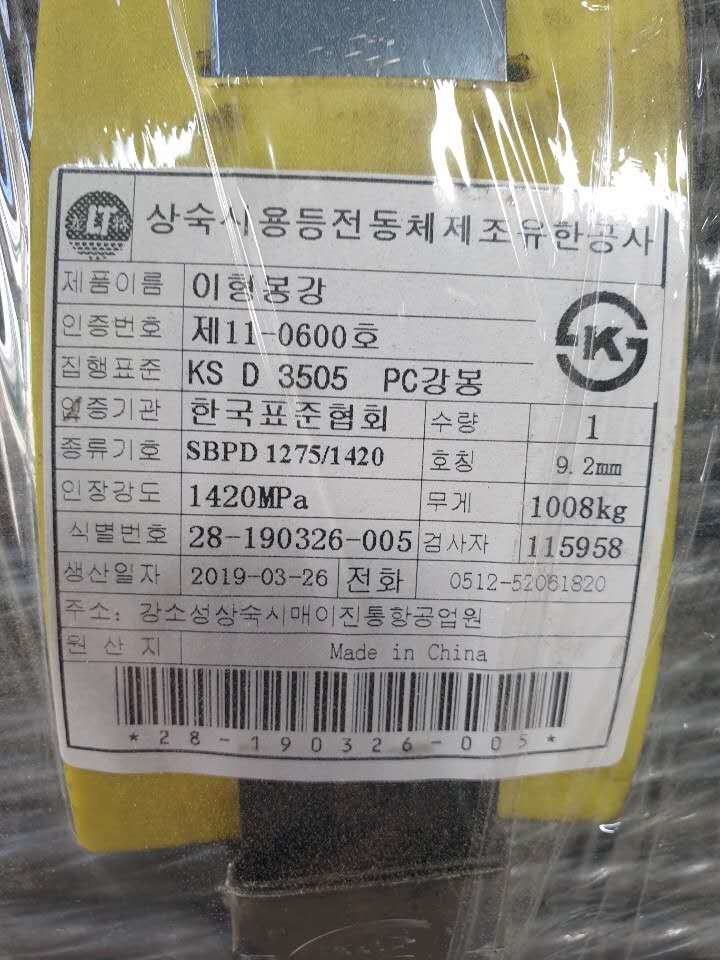 LT 상숙시용등전동체제조유한공사
제품이름 이형봉강
인증번호 제11-0600호
집행표준 KS D 3505 PC강봉
K
인증기관 한국표준협회 수량 1
종류기호 SBPD 1275/1420 호칭 9.2mm
인장강도 1420MPa 무게 1008kg
식별번호 28-190326-005 검사자 115958
생산일자 2019-03-26 전화 0512-52061820
주소: 강소성상숙시매이진통항공업원
원 산 지 Made in China
*28-190326-005*